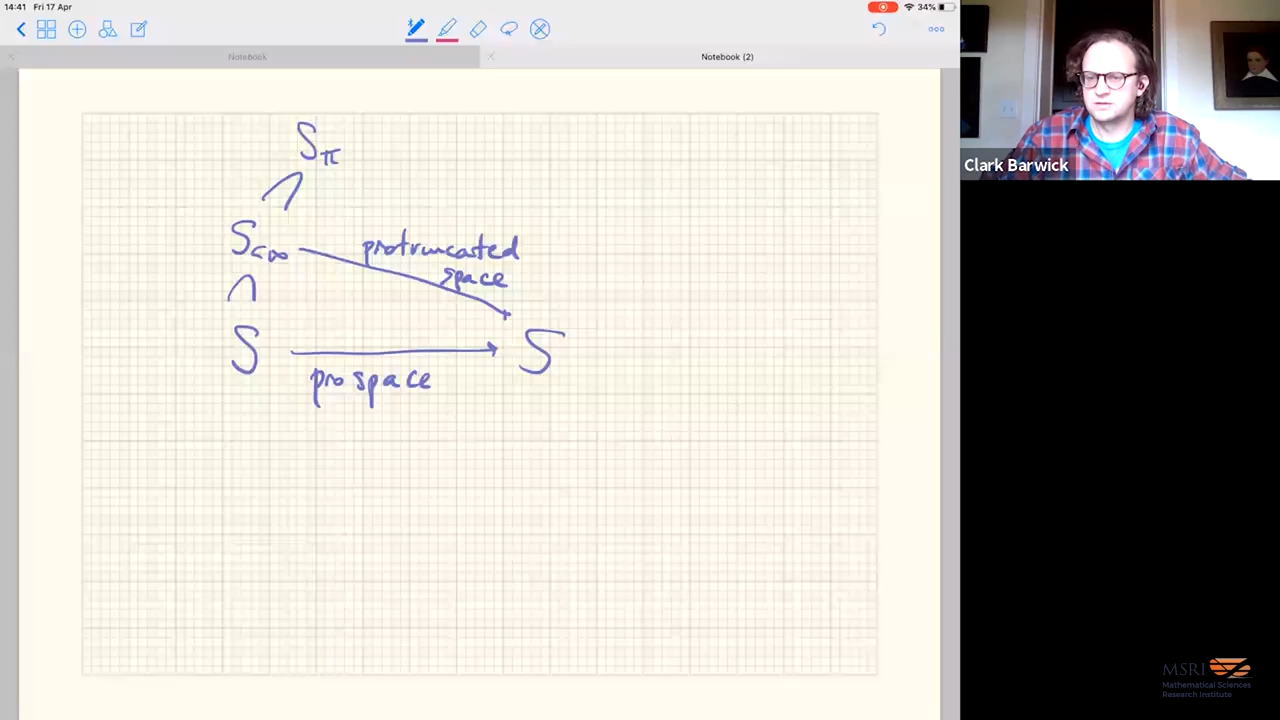 14:41 Fri 17 Apr
34%
Notebook
Notebook (2)
S_π
S_<∞
protruncated
space
S
S
pro space
Clark Barwick
MSRI
Mathematical Sciences
Research Institute